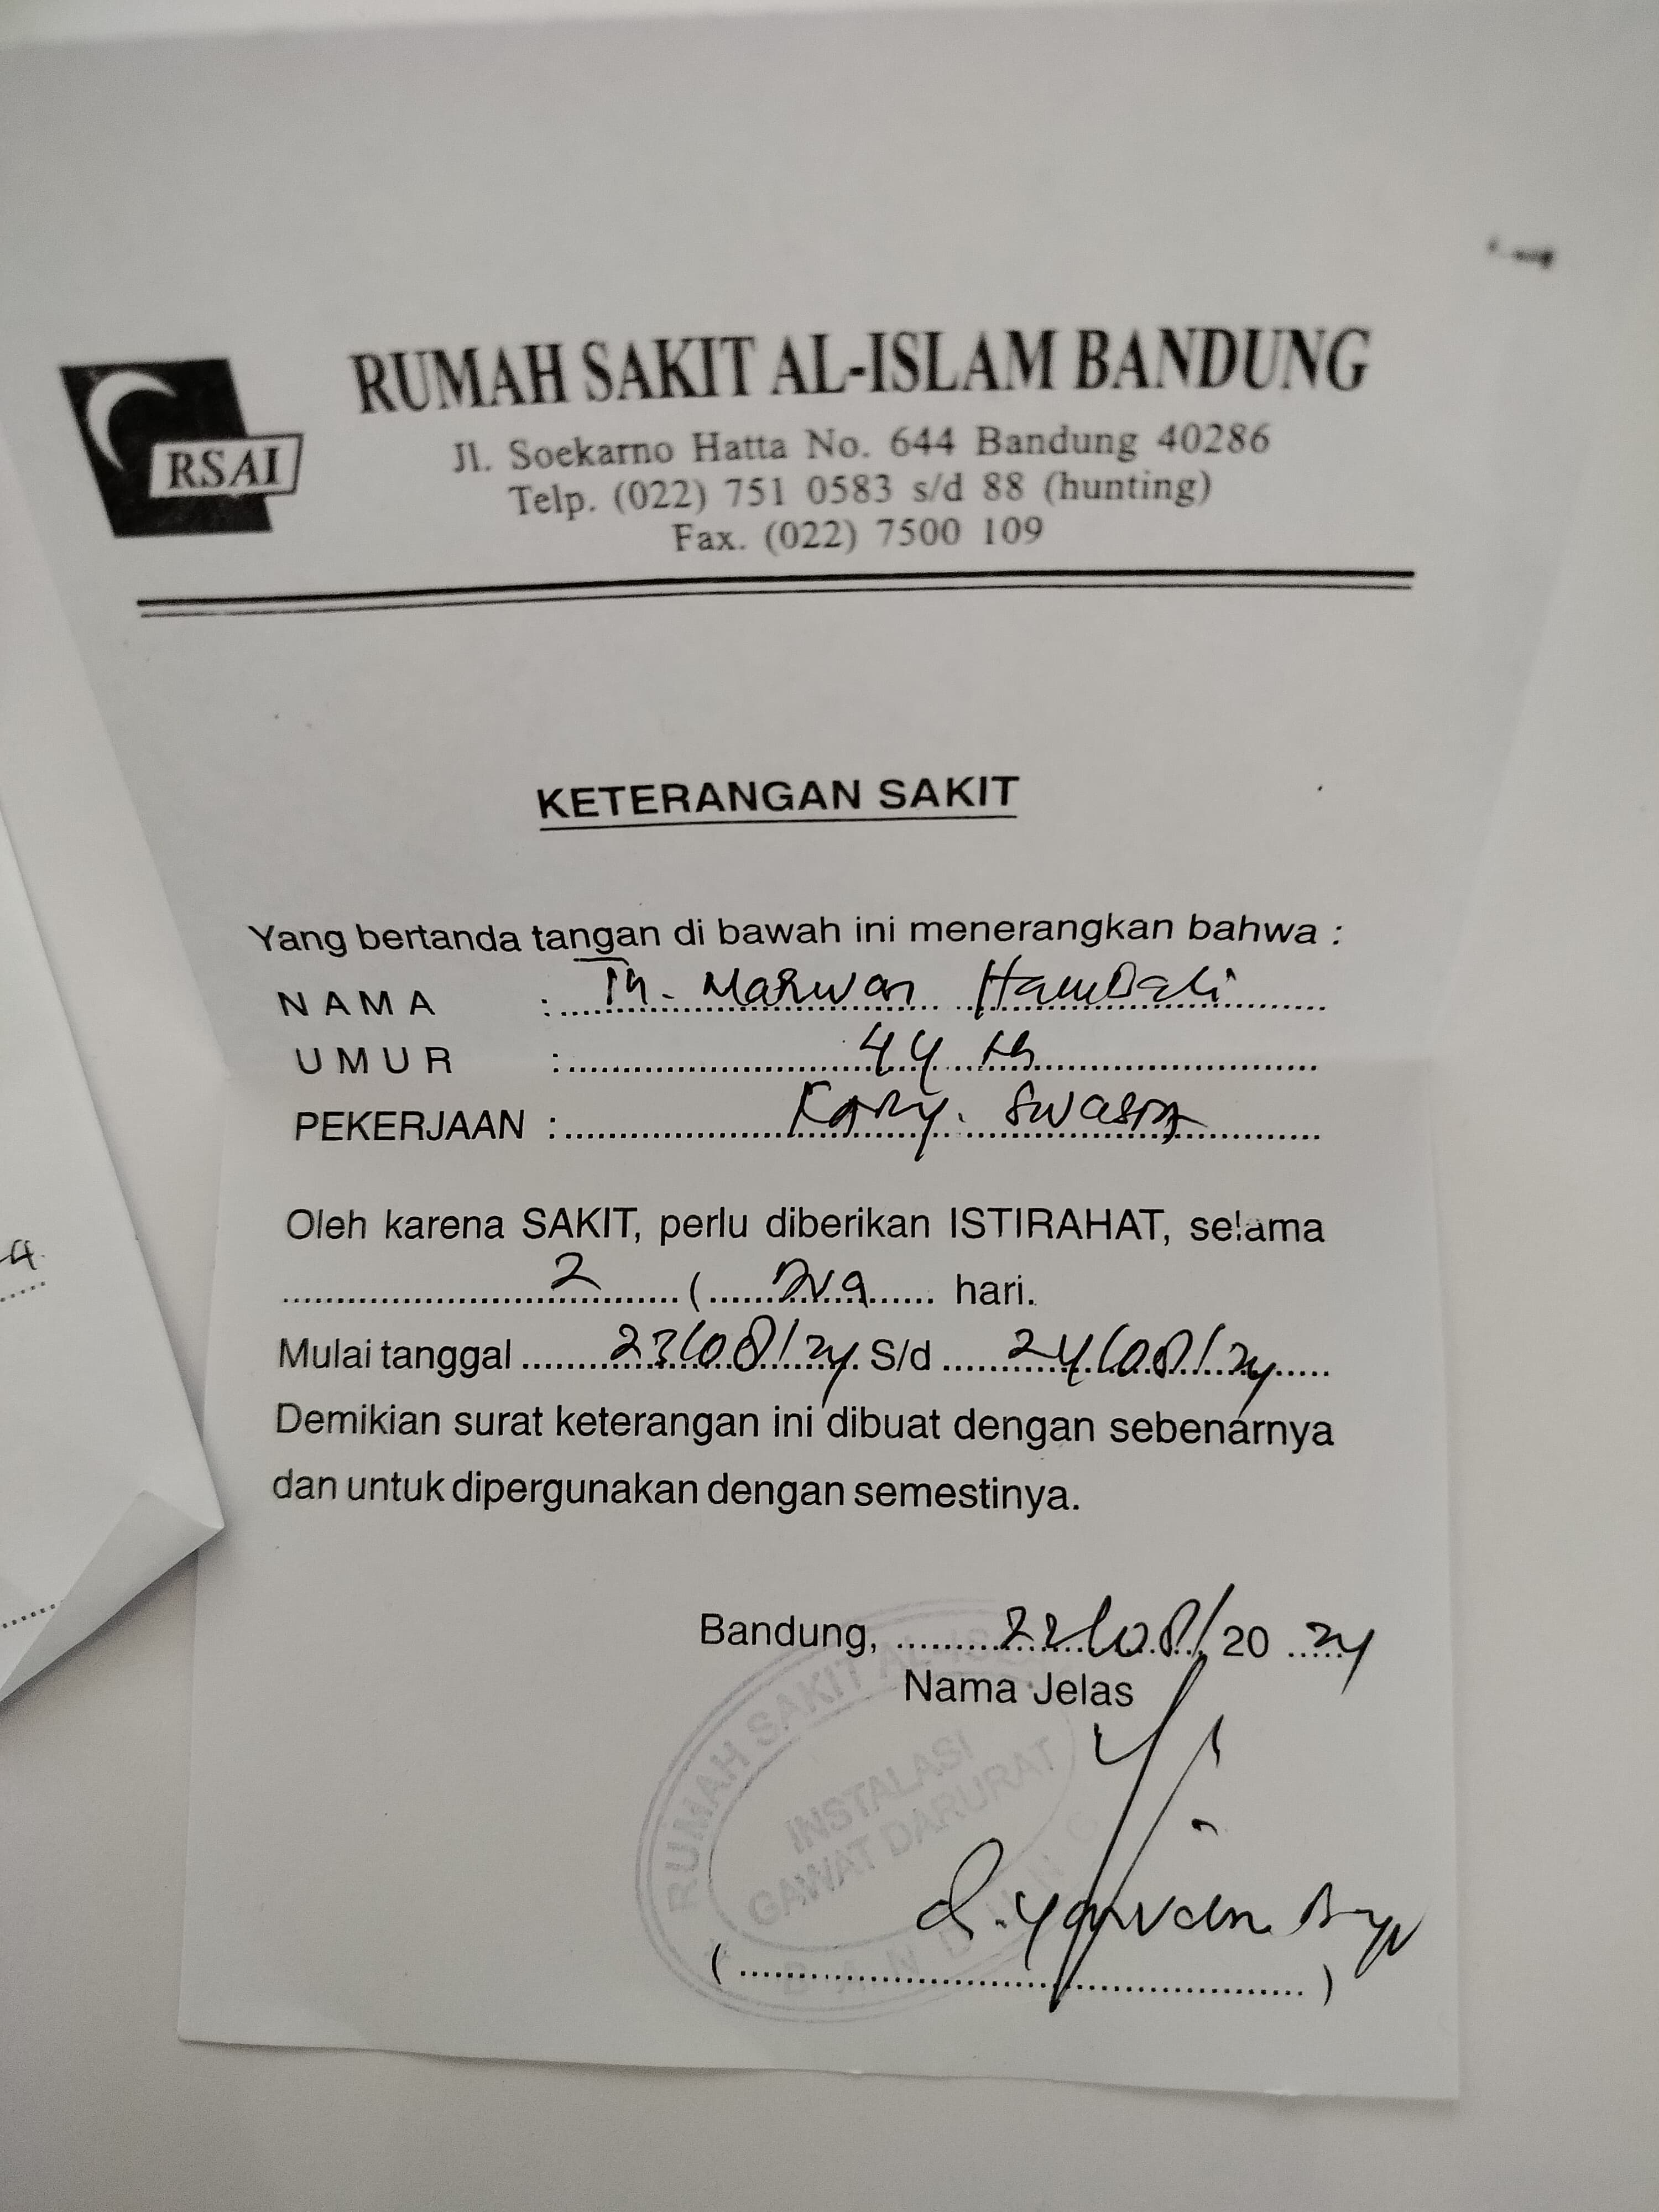 RSAI
RUMAH SAKIT AL-ISLAM BANDUNG
Jl. Soekarno Hatta No. 644 Bandung 40286
Telp. (022) 751 0583 s/d 88 (hunting)
Fax. (022) 7500 109
KETERANGAN SAKIT
Yang bertanda tangan di bawah ini menerangkan bahwa :
NAMA : Marwan Hambali
UMUR : 44 th
PEKERJAAN : Kary. Swasta
Oleh karena SAKIT, perlu diberikan ISTIRAHAT, selama
2 ( Dua hari.
Mulai tanggal 23/08/24 S/d 24/08/24
Demikian surat keterangan ini dibuat dengan sebenarnya
dan untuk dipergunakan dengan semestinya.
Bandung, 22/08/ 20 24
Nama Jelas
RUMAH SAKIT AL-IS
INSTALASI
GAWAT DARURAT
BANDUNG
( )